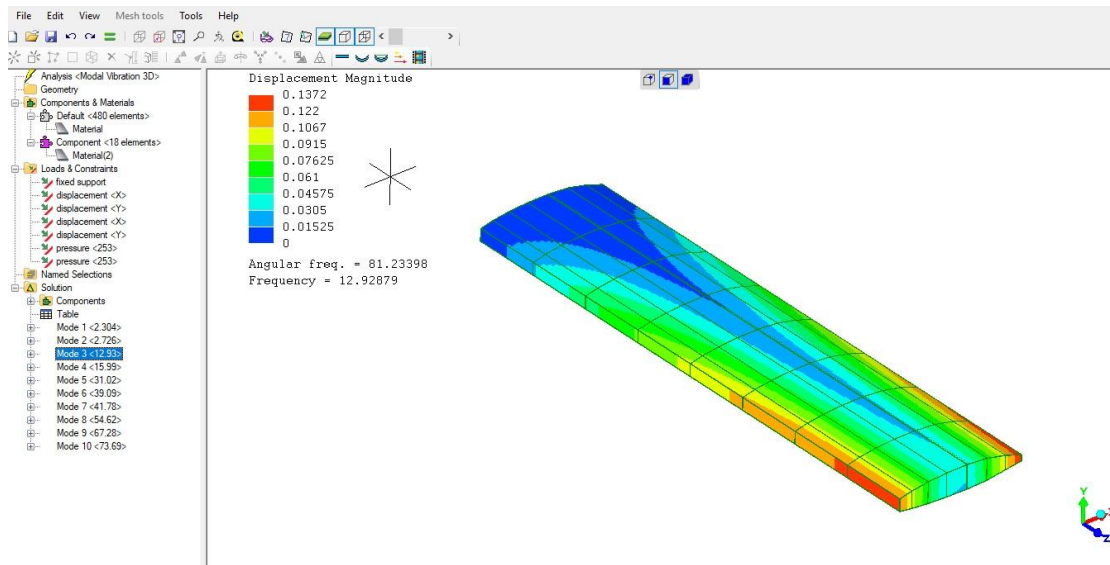 File Edit View Mesh tools Tools Help
Analysis <Modal Vibration 3D>
Geometry
Components & Materials
Default <480 elements>
Material
Component <18 elements>
Material(2)
Loads & Constraints
fixed support
displacement <X>
displacement <Y>
displacement <X>
displacement <Y>
pressure <253>
pressure <253>
Named Selections
Solution
Components
Table
Mode 1 <2.304>
Mode 2 <2.726>
Mode 3 <12.93>
Mode 4 <15.99>
Mode 5 <31.02>
Mode 6 <39.09>
Mode 7 <41.78>
Mode 8 <54.62>
Mode 9 <67.28>
Mode 10 <73.69>
Displacement Magnitude
0.1372
0.122
0.1067
0.0915
0.07625
0.061
0.04575
0.0305
0.01525
0
Angular freq. = 81.23398
Frequency = 12.92879
Y
Z